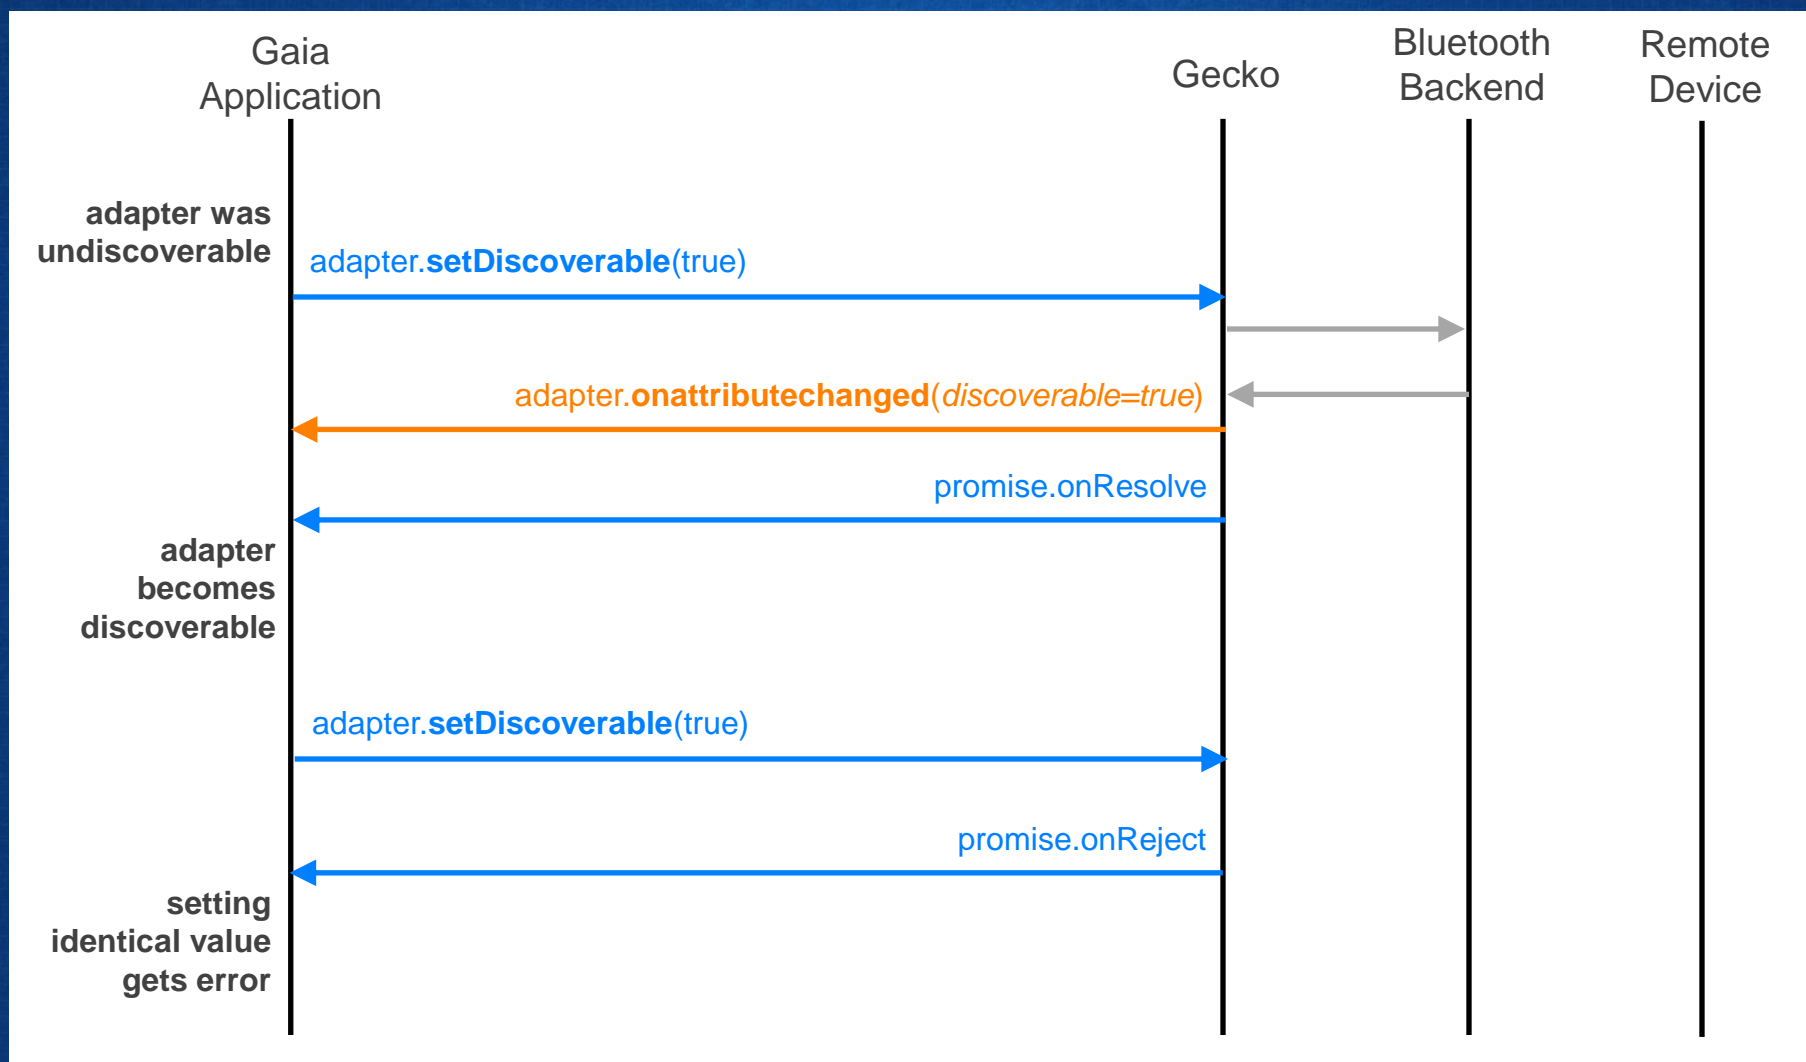 Gaia
Application
Gecko
Bluetooth
Backend
Remote
Device
adapter was
undiscoverable
adapter.setDiscoverable(true)
adapter.onattributechanged(discoverable=true)
promise.onResolve
adapter
becomes
discoverable
adapter.setDiscoverable(true)
promise.onReject
setting
identical value
gets error